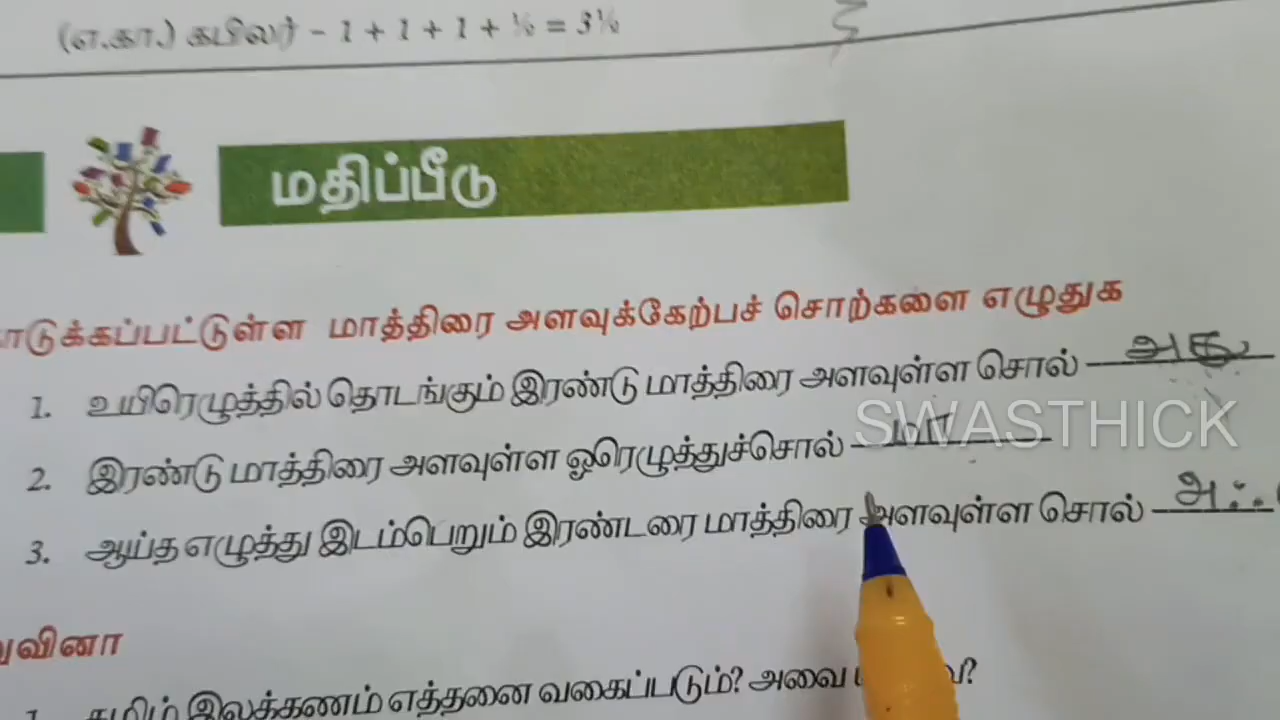 (எ.கா.) கபிலர் – 1 + 1 + 1 + ½ = 3½
மதிப்பீடு
மாத்திரை அளவுக்கேற்பச் சொற்களை எழுதுக
1. உயிரெழுத்தில் தொடங்கும் இரண்டு மாத்திரை அளவுள்ள சொல் அது
SWASTHICK
2. இரண்டு மாத்திரை அளவுள்ள ஓரெழுத்துச்சொல் மா
3. ஆய்த எழுத்து இடம்பெறும் இரண்டரை மாத்திரை அளவுள்ள சொல்
1. தமிழ் இலக்கணம் எத்தனை வகைப்படும்? அவை